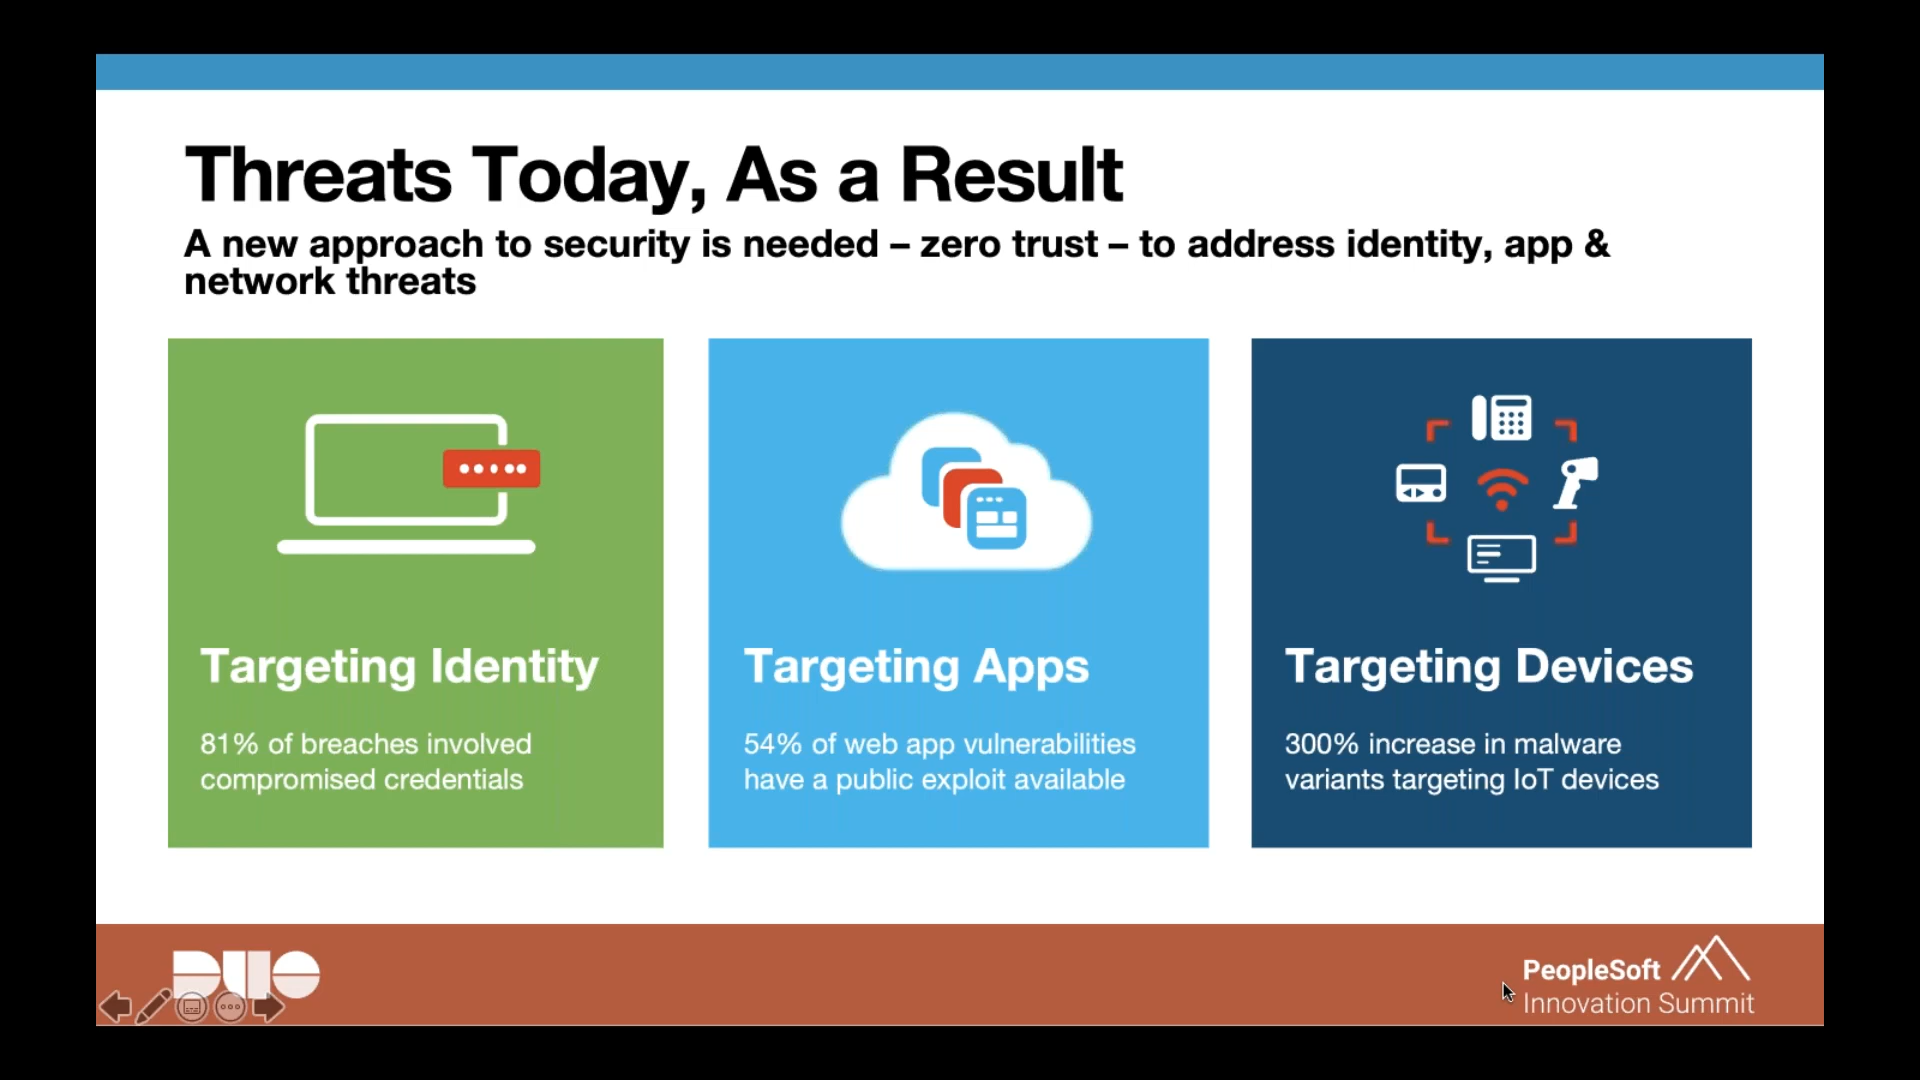 Threats Today, As a Result
A new approach to security is needed – zero trust – to address identity, app &
network threats
Targeting Identity
81% of breaches involved
compromised credentials
Targeting Apps
54% of web app vulnerabilities
have a public exploit available
Targeting Devices
300% increase in malware
variants targeting IoT devices
DUO
PeopleSoft
Innovation Summit